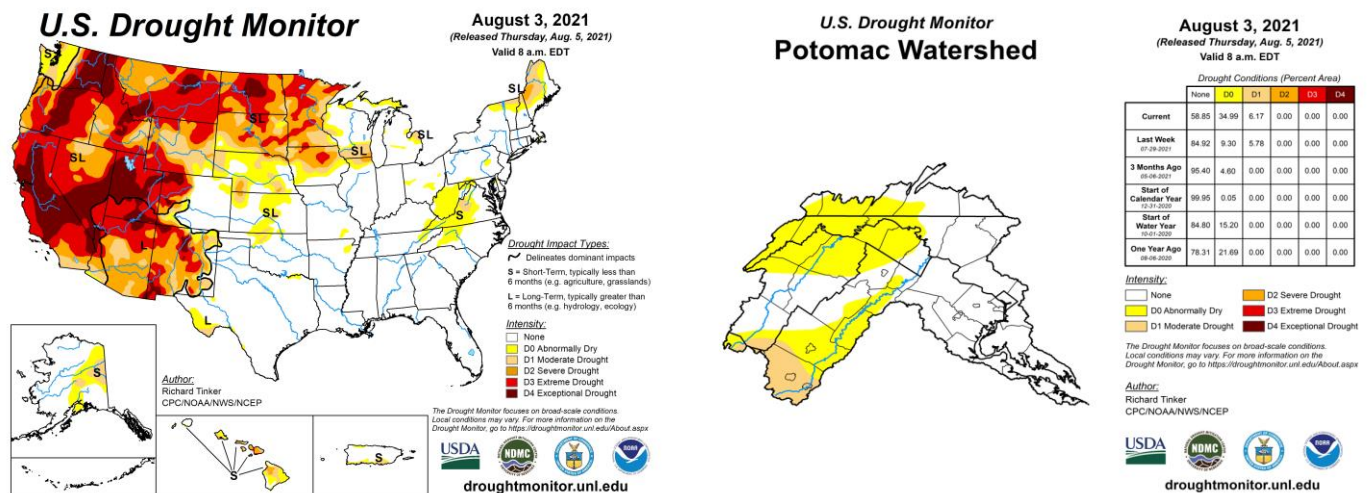 U.S. Drought Monitor
August 3, 2021
(Released Thursday, Aug. 5, 2021)
Valid 8 a.m. EDT
S
SL
SL
SL
SL
SL
SL
S
L
L
S
S
S
Drought Impact Types:
Delineates dominant impacts
S = Short-Term, typically less than
6 months (e.g. agriculture, grasslands)
L = Long-Term, typically greater than
6 months (e.g. hydrology, ecology)
Intensity:
None
D0 Abnormally Dry
D1 Moderate Drought
D2 Severe Drought
D3 Extreme Drought
D4 Exceptional Drought
Author:
Richard Tinker
CPC/NOAA/NWS/NCEP
The Drought Monitor focuses on broad-scale conditions.
Local conditions may vary. For more information on the
Drought Monitor, go to https://droughtmonitor.unl.edu/About.aspx
USDA
NDMC
NOAA
droughtmonitor.unl.edu
U.S. Drought Monitor
Potomac Watershed
August 3, 2021
(Released Thursday, Aug. 5, 2021)
Valid 8 a.m. EDT
Drought Conditions (Percent Area)
None D0 D1 D2 D3 D4
Current 58.85 34.99 6.17 0.00 0.00 0.00
Last Week 84.92 9.30 5.78 0.00 0.00 0.00
07-29-2021
3 Months Ago 95.40 4.60 0.00 0.00 0.00 0.00
05-06-2021
Start of
Calendar Year 99.95 0.05 0.00 0.00 0.00 0.00
12-31-2020
Start of
Water Year 84.80 15.20 0.00 0.00 0.00 0.00
10-01-2020
One Year Ago 78.31 21.69 0.00 0.00 0.00 0.00
08-06-2020
Intensity:
None
D0 Abnormally Dry
D1 Moderate Drought
D2 Severe Drought
D3 Extreme Drought
D4 Exceptional Drought
The Drought Monitor focuses on broad-scale conditions.
Local conditions may vary. For more information on the
Drought Monitor, go to https://droughtmonitor.unl.edu/About.aspx
Author:
Richard Tinker
CPC/NOAA/NWS/NCEP
USDA
NDMC
NOAA
droughtmonitor.unl.edu